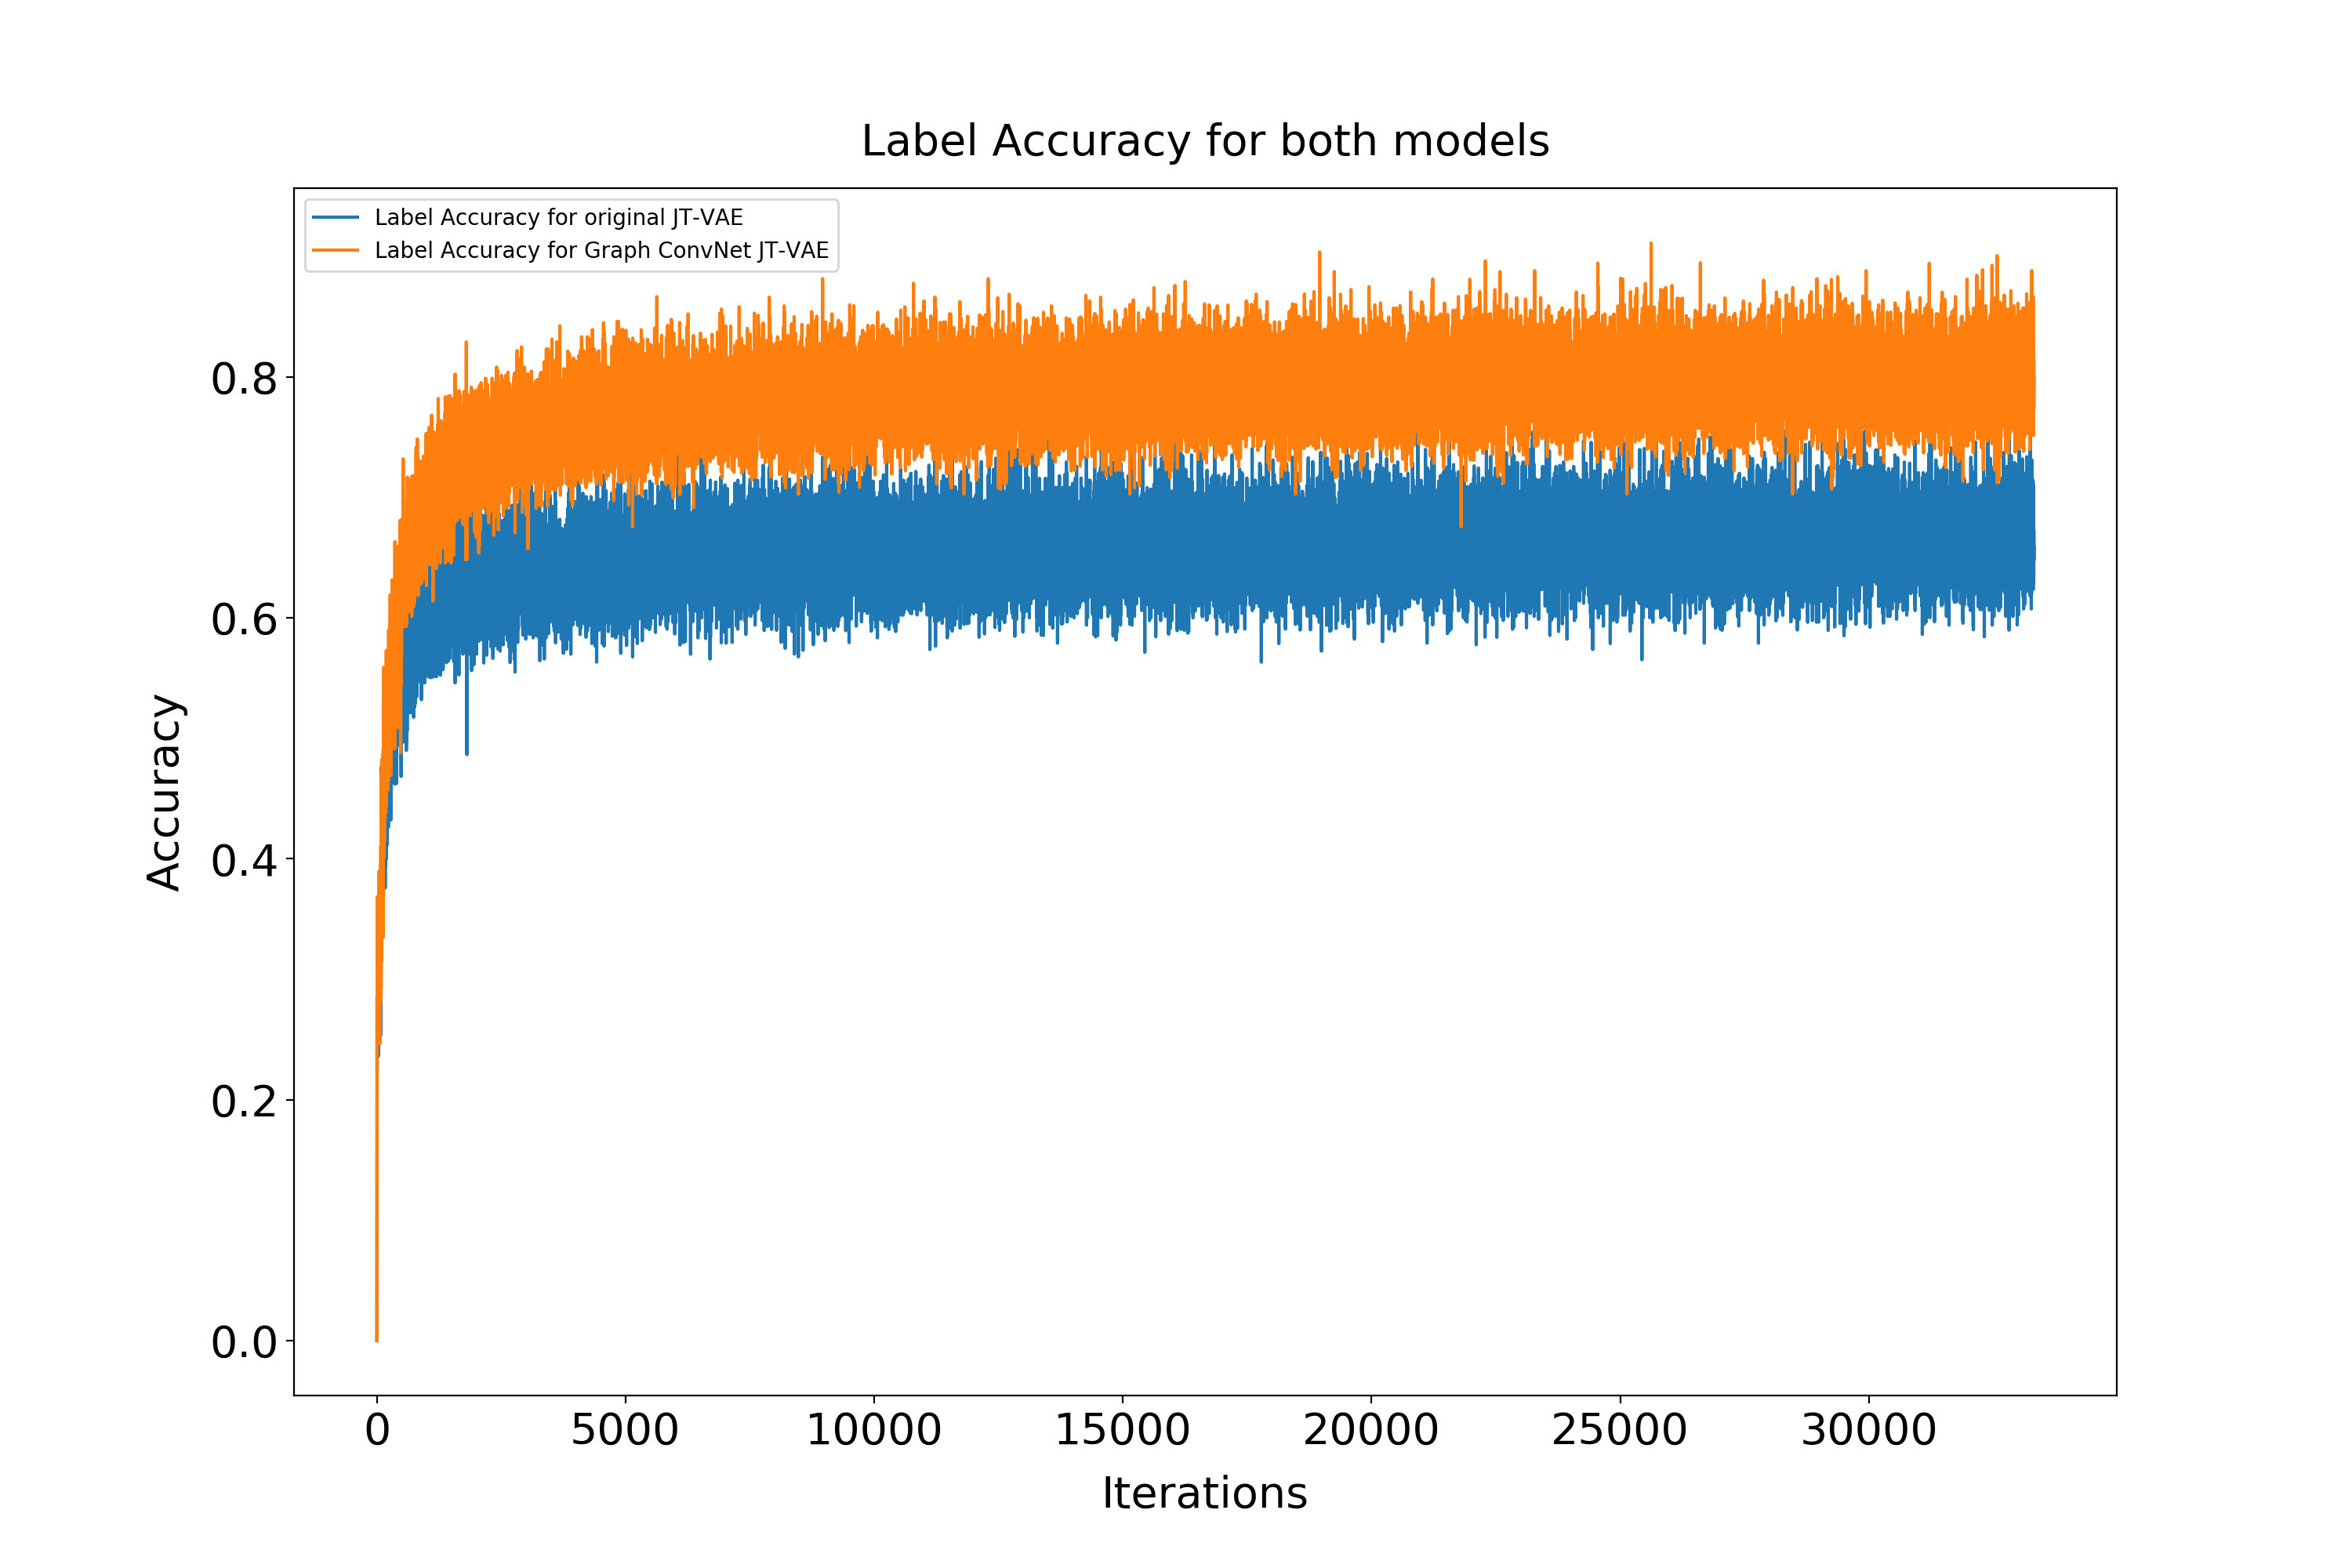 Label Accuracy for both models
Label Accuracy for original JT-VAE
Label Accuracy for Graph ConvNet JT-VAE
Accuracy
0.8
0.6
0.4
0.2
0.0
0 5000 10000 15000 20000 25000 30000
Iterations